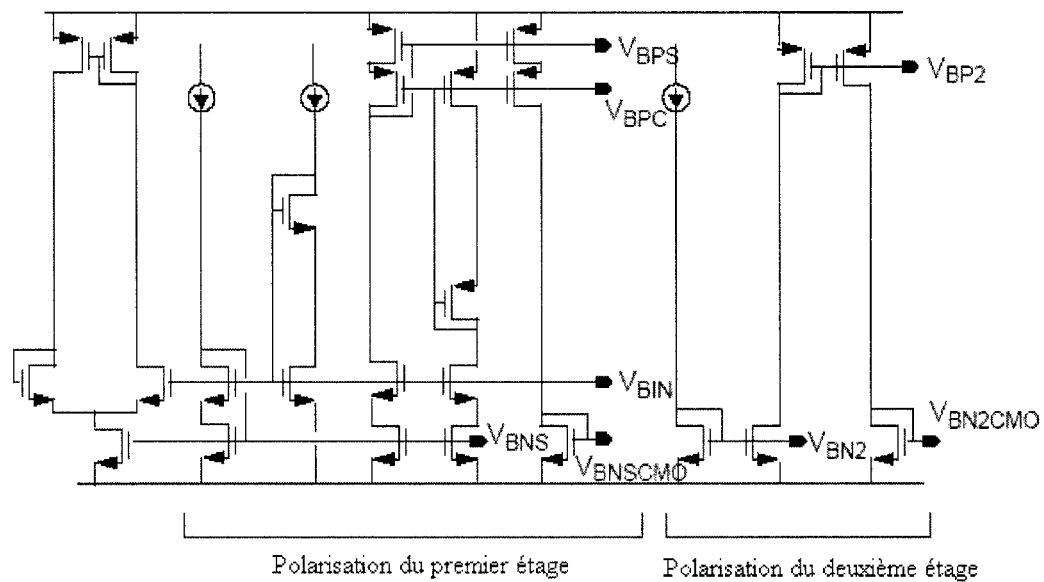 VBPS
VBPC
VBP2
VBIN
VBNS
VBNSCMO
VBN2
VBN2CMO
Polarisation du premier étage
Polarisation du deuxième étage